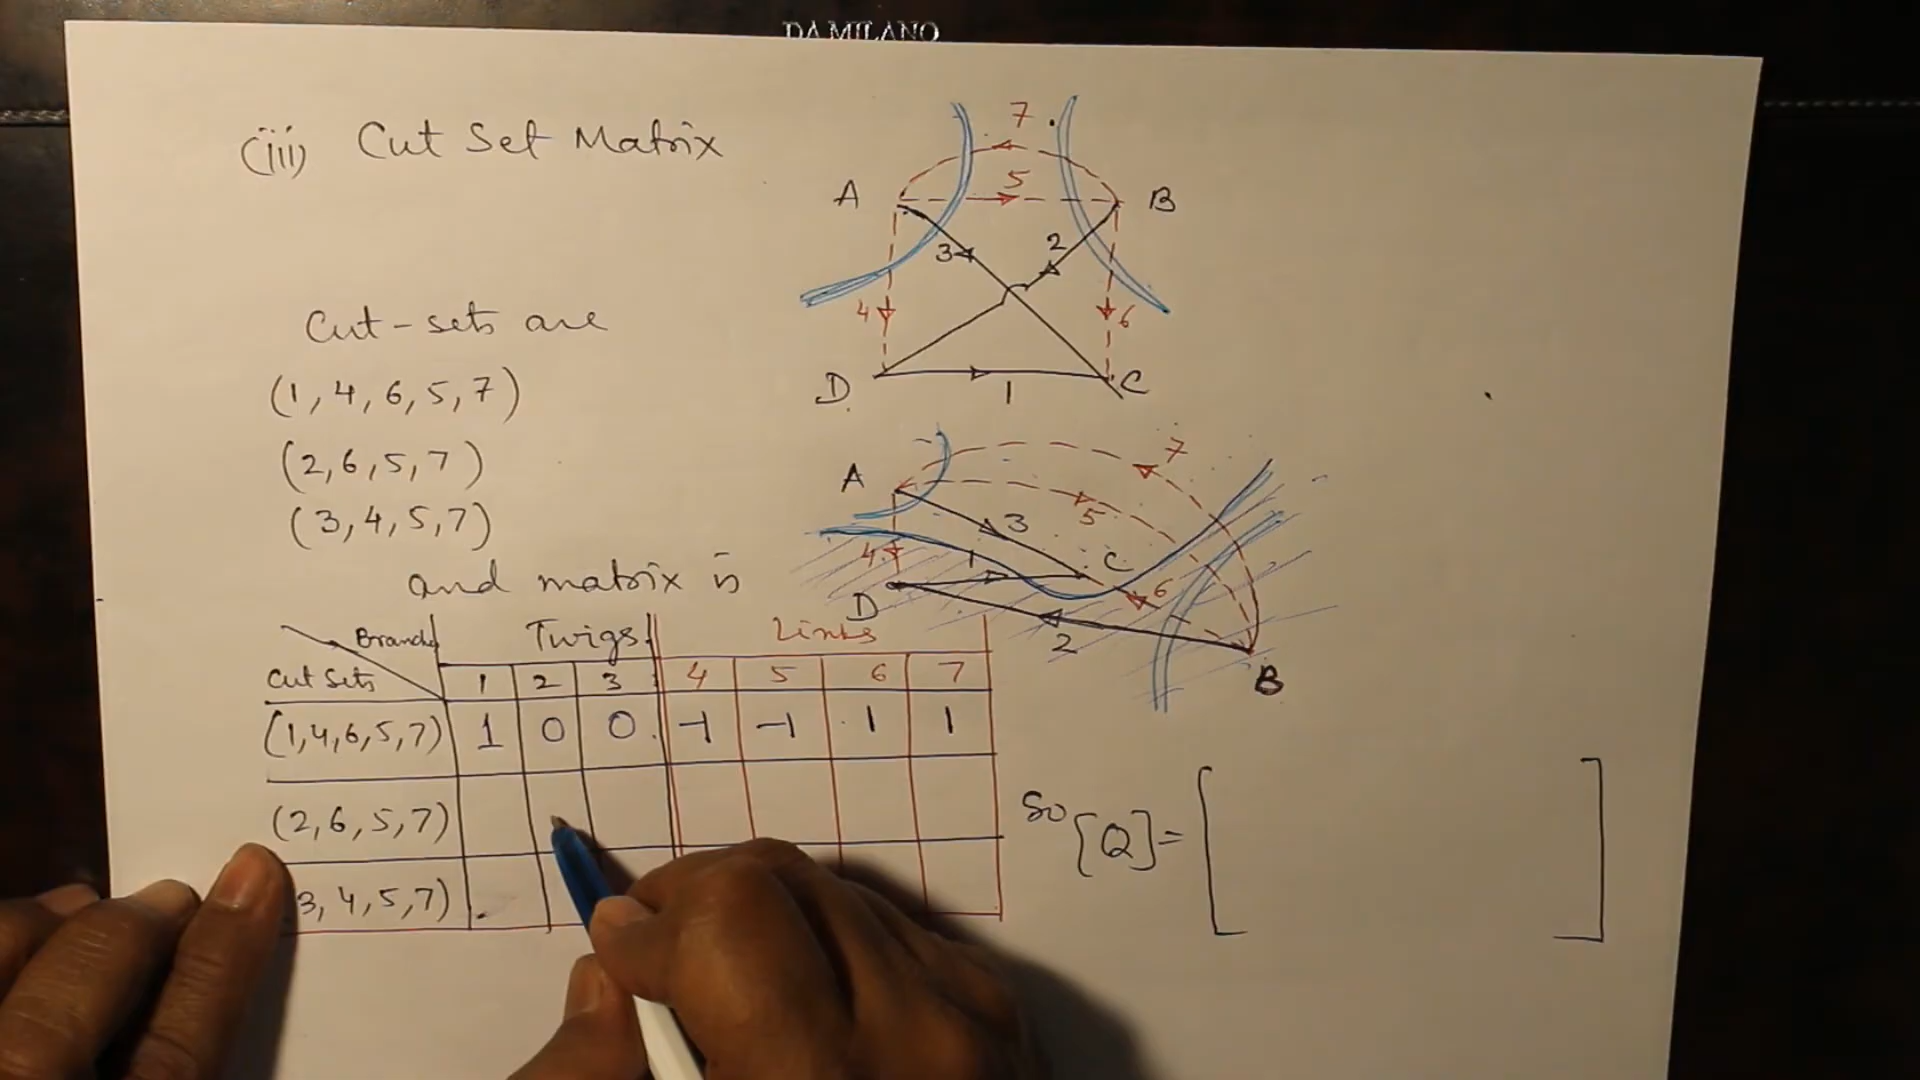 DA MILANO
(iii) Cut Set Matrix
7
5
A
B
3
2
4
6
D
C
1
Cut-sets are
(1, 4, 6, 5, 7)
(2, 6, 5, 7)
(3, 4, 5, 7)
and matrix is
7
A
5
3
C
4
1
6
D
2
B
Branch Twigs Links
Cut Sets 1 2 3 4 5 6 7
(1,4,6,5,7) 1 0 0 -1 -1 1 1
(2,6,5,7)
3, 4, 5, 7)
So [Q] = [ ]